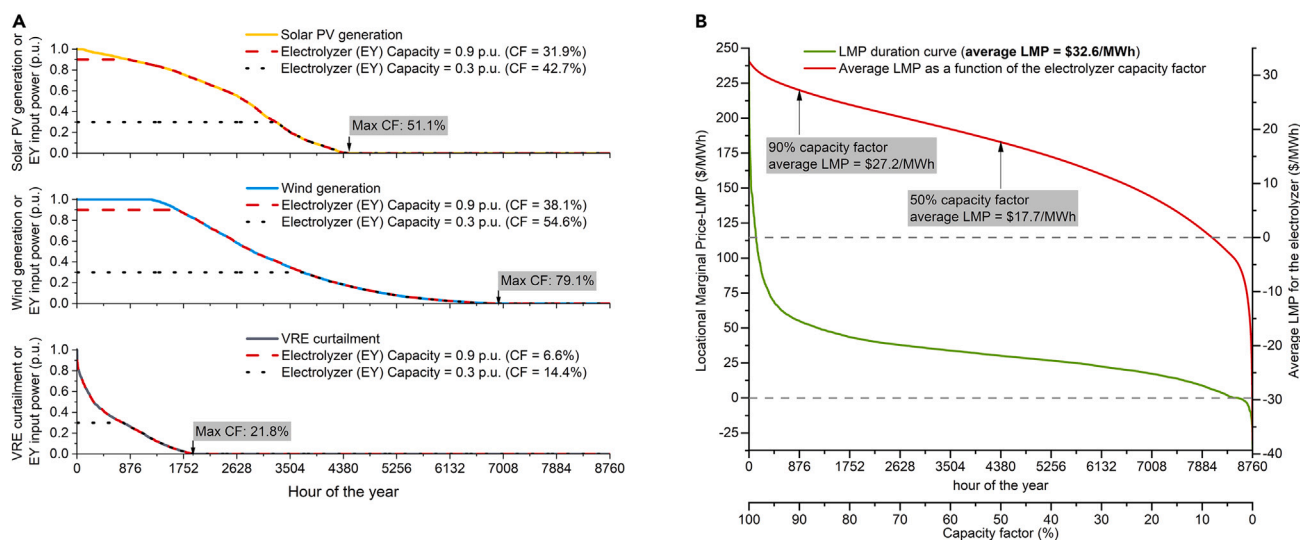 A
Solar PV generation or
EY input power (p.u.)
1.0
0.8
0.6
0.4
0.2
0.0
Solar PV generation
Electrolyzer (EY) Capacity = 0.9 p.u. (CF = 31.9%)
Electrolyzer (EY) Capacity = 0.3 p.u. (CF = 42.7%)
Max CF: 51.1%
Wind generation or
EY input power (p.u.)
1.0
0.8
0.6
0.4
0.2
0.0
Wind generation
Electrolyzer (EY) Capacity = 0.9 p.u. (CF = 38.1%)
Electrolyzer (EY) Capacity = 0.3 p.u. (CF = 54.6%)
Max CF: 79.1%
VRE curtailment or
EY input power (p.u.)
1.0
0.8
0.6
0.4
0.2
0.0
VRE curtailment
Electrolyzer (EY) Capacity = 0.9 p.u. (CF = 6.6%)
Electrolyzer (EY) Capacity = 0.3 p.u. (CF = 14.4%)
Max CF: 21.8%
0 876 1752 2628 3504 4380 5256 6132 7008 7884 8760
Hour of the year
B
Locational Marginal Price-LMP ($/MWh)
250
225
200
175
150
125
100
75
50
25
0
-25
LMP duration curve (average LMP = $32.6/MWh)
Average LMP as a function of the electrolyzer capacity factor
90% capacity factor
average LMP = $27.2/MWh
50% capacity factor
average LMP = $17.7/MWh
30
20
10
0
-10
-20
-30
-40
Average LMP for the electrolyzer ($/MWh)
0 876 1752 2628 3504 4380 5256 6132 7008 7884 8760
hour of the year
100 90 80 70 60 50 40 30 20 10 0
Capacity factor (%)